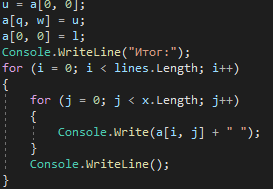 u = a[0, 0];
a[q, w] = u;
a[0, 0] = l;
Console.WriteLine("Итог:");
for (i = 0; i < lines.Length; i++)
{
for (j = 0; j < x.Length; j++)
{
Console.Write(a[i, j] + " ");
}
Console.WriteLine();
}